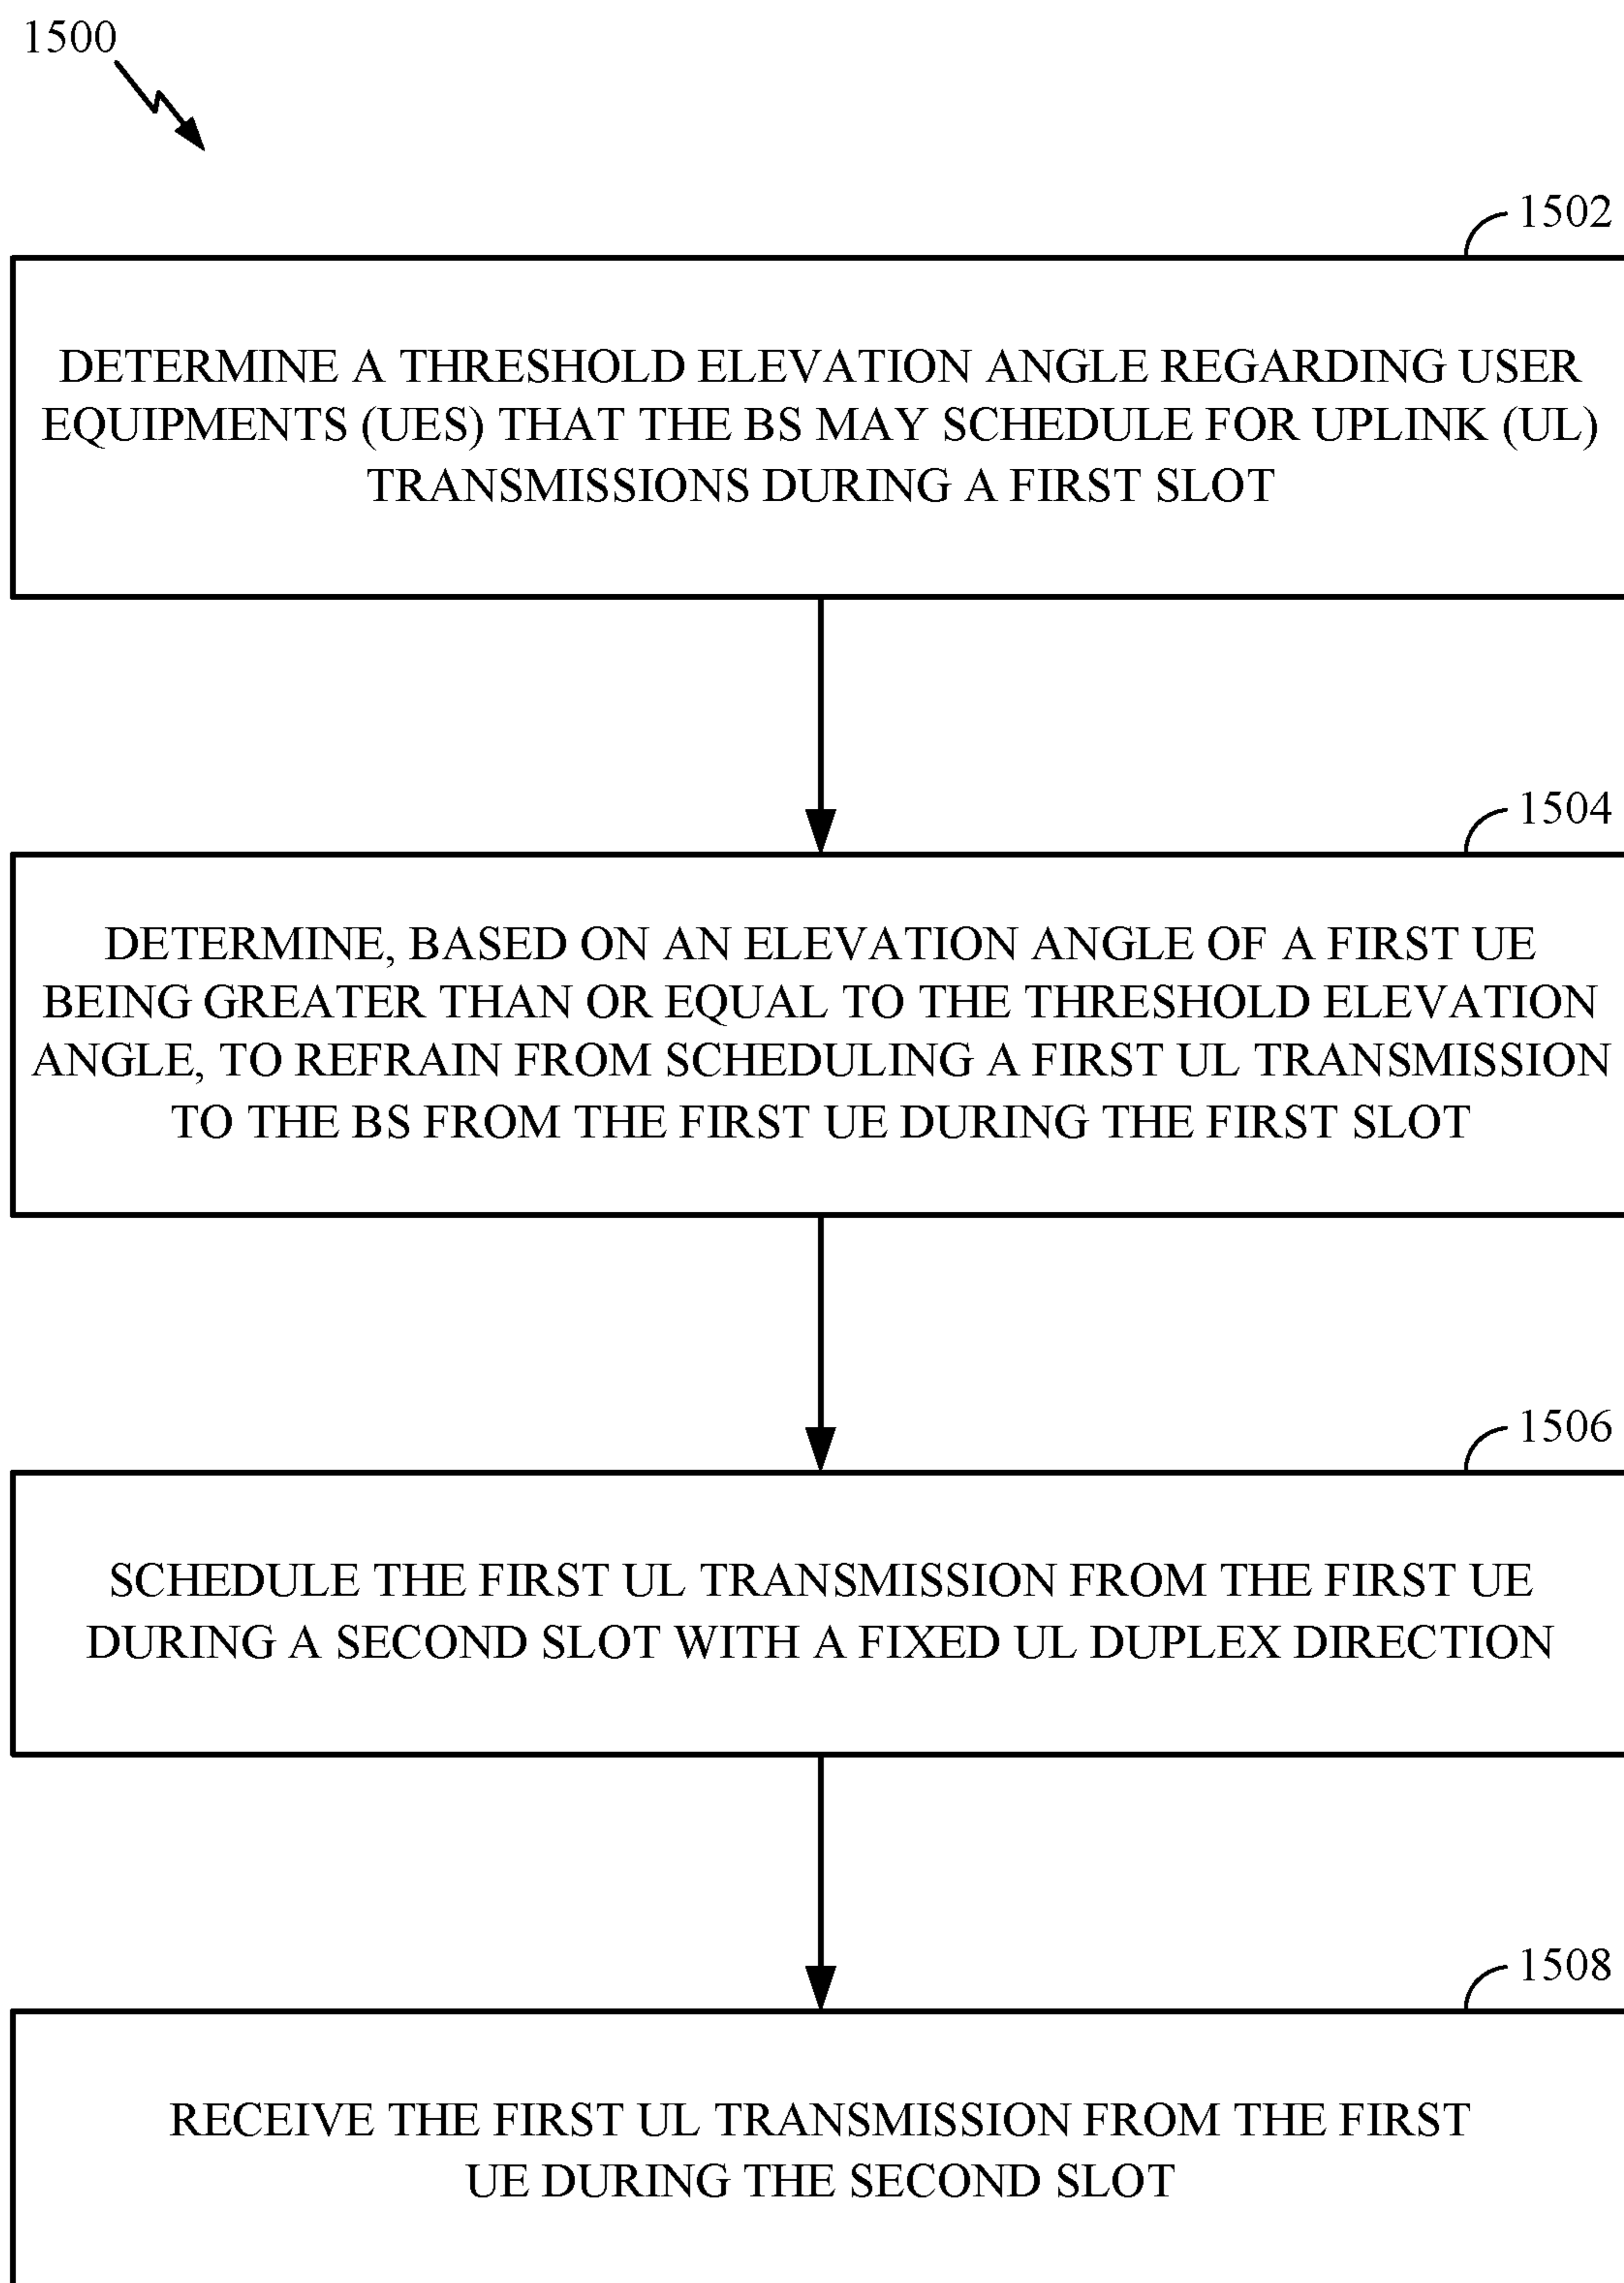 1500
1502
DETERMINE A THRESHOLD ELEVATION ANGLE REGARDING USER
EQUIPMENTS (UES) THAT THE BS MAY SCHEDULE FOR UPLINK (UL)
TRANSMISSIONS DURING A FIRST SLOT
1504
DETERMINE, BASED ON AN ELEVATION ANGLE OF A FIRST UE
BEING GREATER THAN OR EQUAL TO THE THRESHOLD ELEVATION
ANGLE, TO REFRAIN FROM SCHEDULING A FIRST UL TRANSMISSION
TO THE BS FROM THE FIRST UE DURING THE FIRST SLOT
1506
SCHEDULE THE FIRST UL TRANSMISSION FROM THE FIRST UE
DURING A SECOND SLOT WITH A FIXED UL DUPLEX DIRECTION
1508
RECEIVE THE FIRST UL TRANSMISSION FROM THE FIRST
UE DURING THE SECOND SLOT